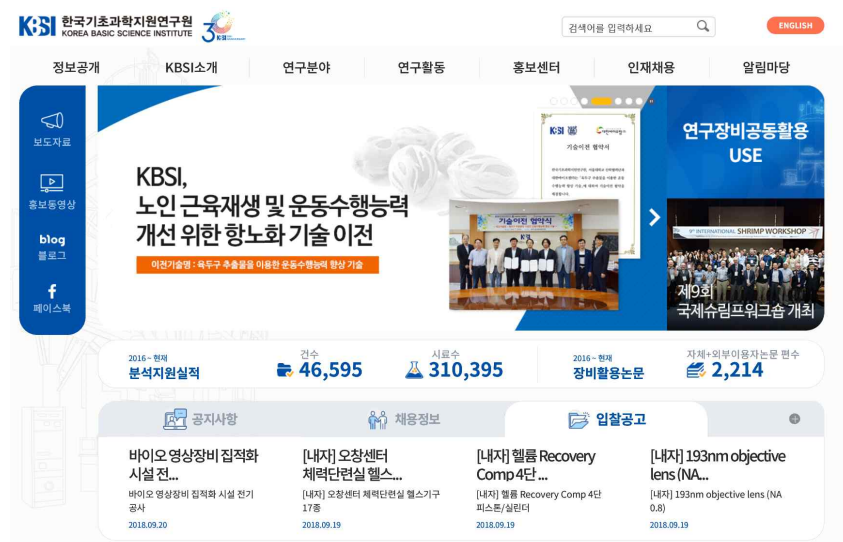 KBSI 한국기초과학지원연구원
KOREA BASIC SCIENCE INSTITUTE
30
KBSI
검색어를 입력하세요
ENGLISH
정보공개 KBSI소개 연구분야 연구활동 홍보센터 인재채용 알림마당
보도자료
홍보동영상
blog
블로그
f
페이스북
KBSI,
노인 근육재생 및 운동수행능력
개선 위한 항노화 기술 이전
이전기술명 : 육두구 추출물을 이용한 운동수행능력 향상 기술
KBSI
기술이전 협약서
기술이전 협약식
연구장비공동활용
USE
9th INTERNATIONAL SHRIMP WORKSHOP
제9회
국제슈림프워크숍 개최
2016 ~ 현재
분석지원실적
건수
46,595
시료수
310,395
2016 ~ 현재
장비활용논문
자체+외부이용자논문 편수
2,214
공지사항 채용정보 입찰공고
바이오 영상장비 집적화
시설 전...
바이오 영상장비 집적화 시설 전기
공사
2018.09.20
[내자] 오창센터
체력단련실 헬스...
[내자] 오창센터 체력단련실 헬스기구
17종
2018.09.19
[내자] 헬륨 Recovery
Comp 4단 ...
[내자] 헬륨 Recovery Comp 4단
피스톤/실린더
2018.09.19
[내자] 193nm objective
lens (NA...
[내자] 193nm objective lens (NA
0.8)
2018.09.19